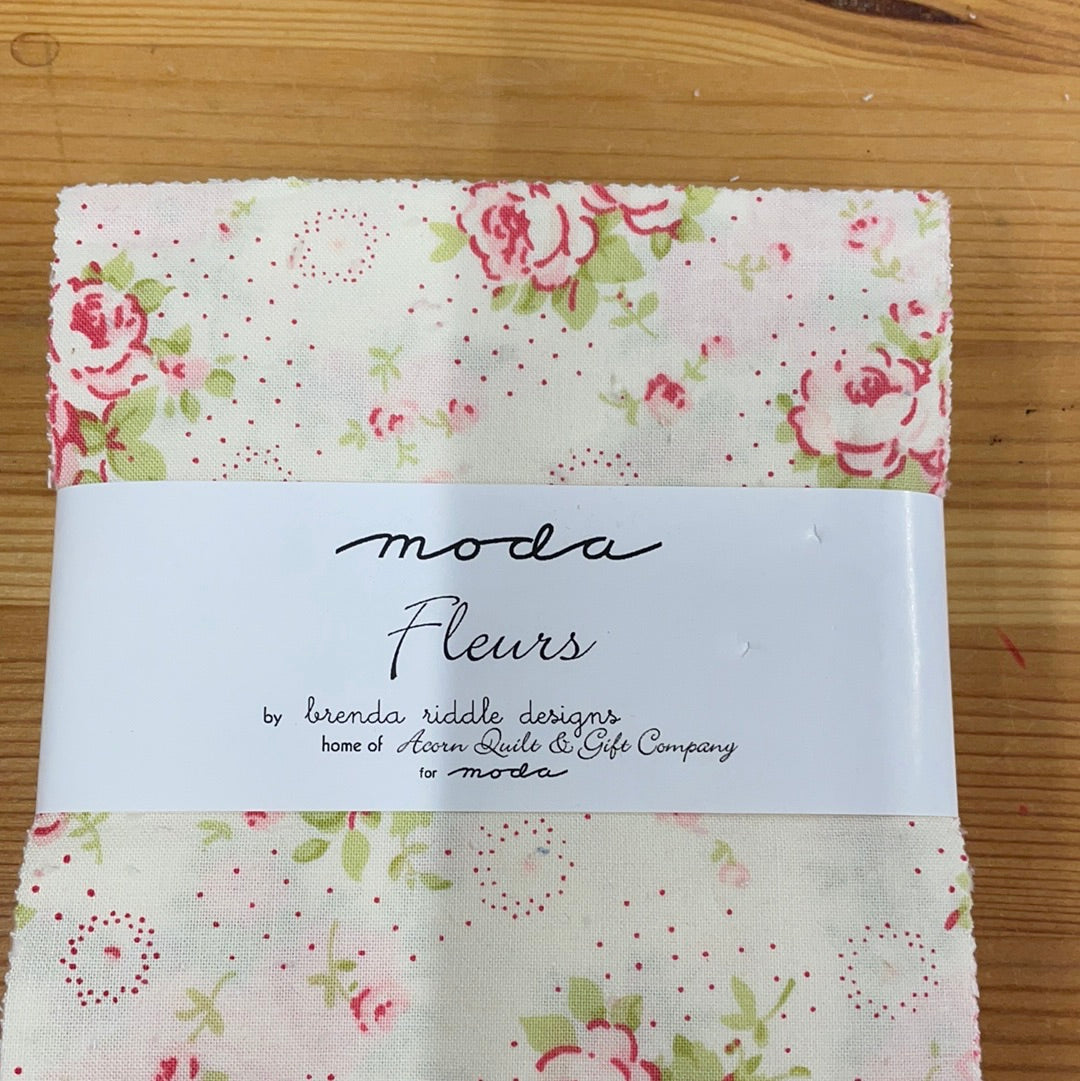 moda
Fleurs
by brenda riddle designs
home of Acorn Quilt & Gift Company
for moda